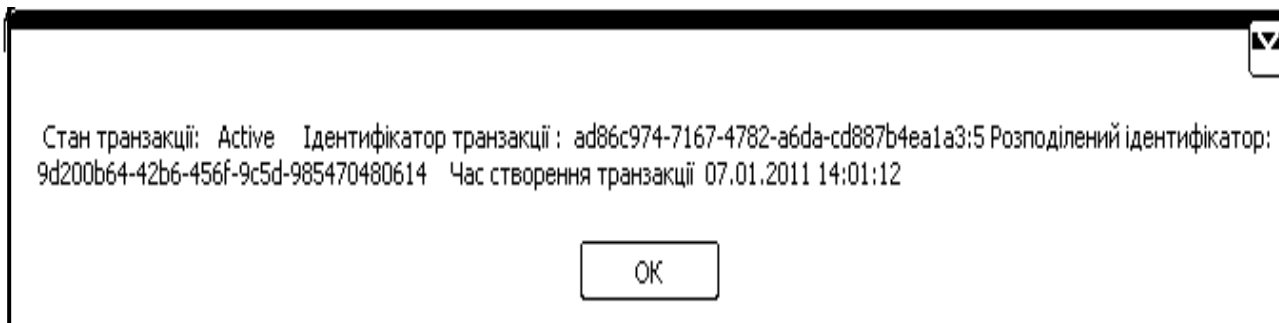 Стан транзакції: Active Ідентифікатор транзакції : ad86c974-7167-4782-a6da-cd887b4ea1a3:5 Розподілений ідентифікатор:
9d200b64-42b6-456f-9c5d-985470480614 Час створення транзакції 07.01.2011 14:01:12
OK